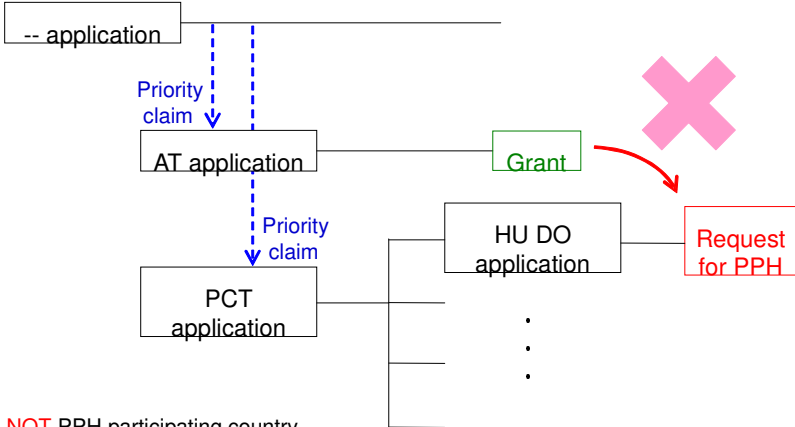 -- application
Priority
claim
AT application
Grant
Priority
claim
HU DO
application
Request
for PPH
PCT
application
NOT PPH participating country